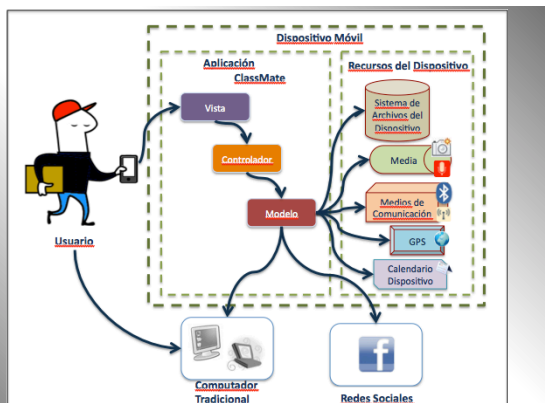 Dispositivo Móvil
Aplicación
ClassMate
Recursos del Dispositivo
Vista
Controlador
Modelo
Sistema de
Archivos del
Dispositivo
Media
Medios de
Comunicación
GPS
Calendario
Dispositivo
Usuario
Computador
Tradicional
f
Redes Sociales